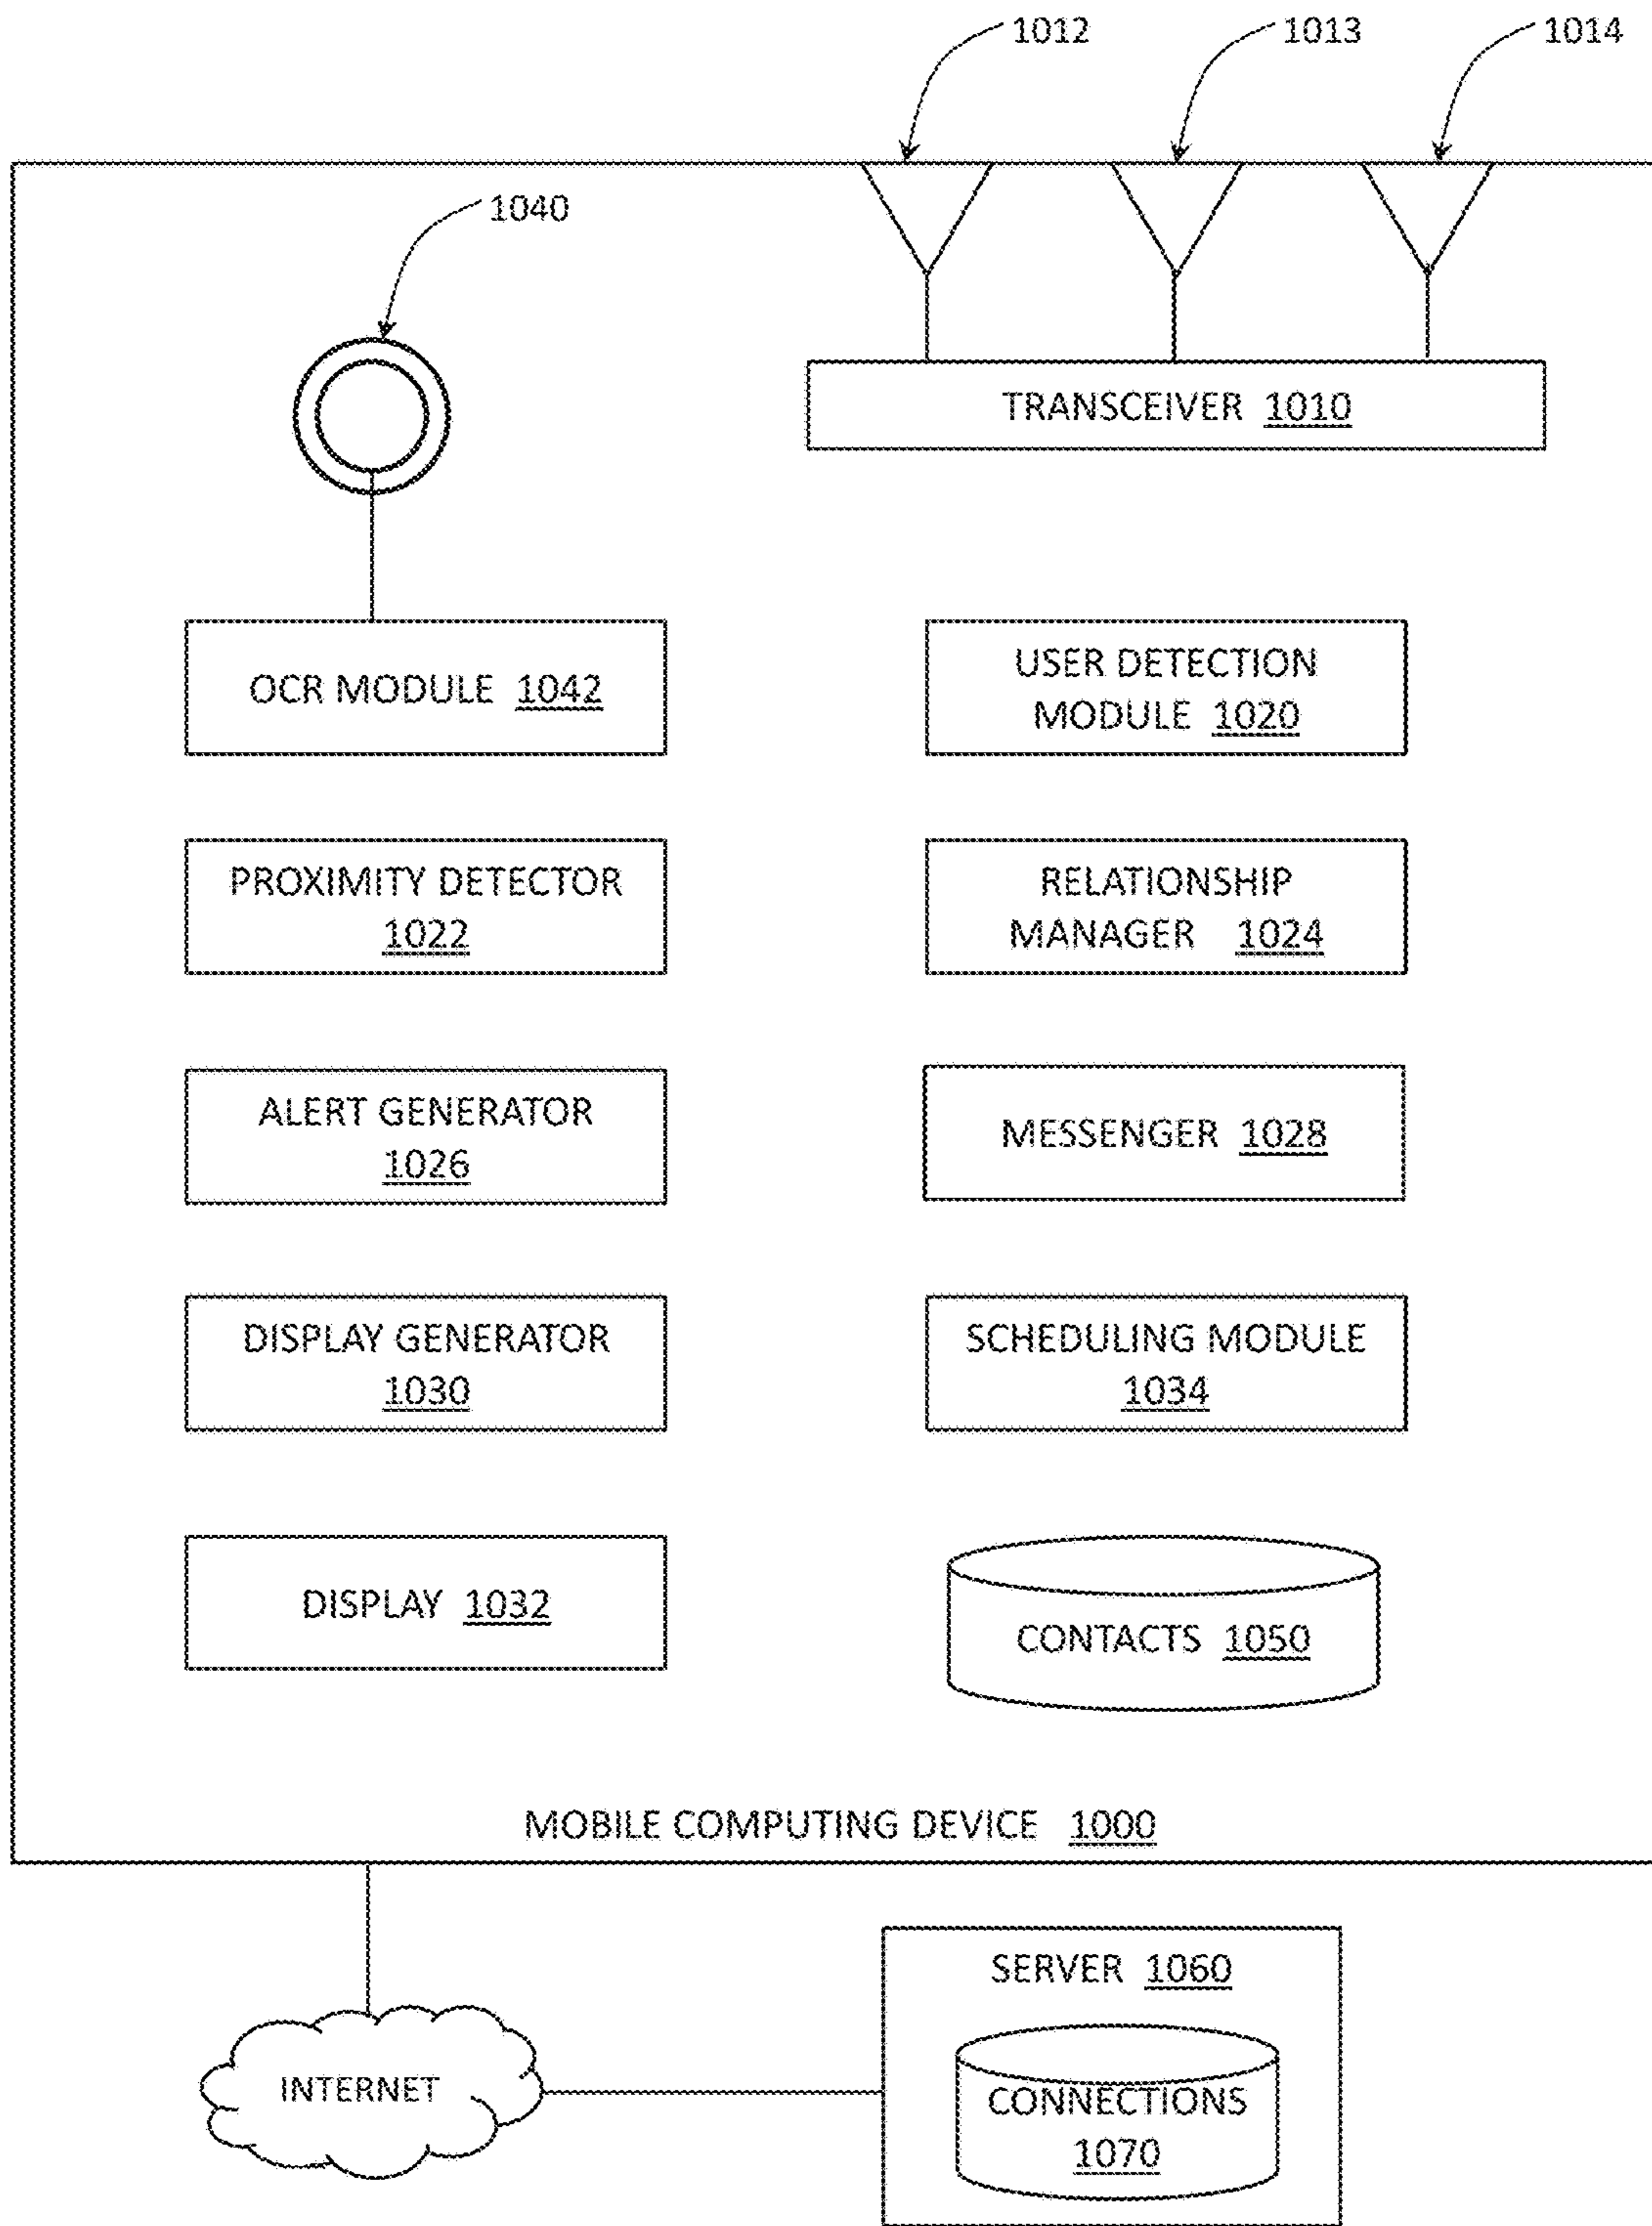 1012
1013
1014
1040
TRANSCEIVER 1010
OCR MODULE 1042
USER DETECTION
MODULE 1020
PROXIMITY DETECTOR
1022
RELATIONSHIP
MANAGER 1024
ALERT GENERATOR
1026
MESSENGER 1028
DISPLAY GENERATOR
1030
SCHEDULING MODULE
1034
DISPLAY 1032
CONTACTS 1050
MOBILE COMPUTING DEVICE 1000
SERVER 1060
INTERNET
CONNECTIONS
1070